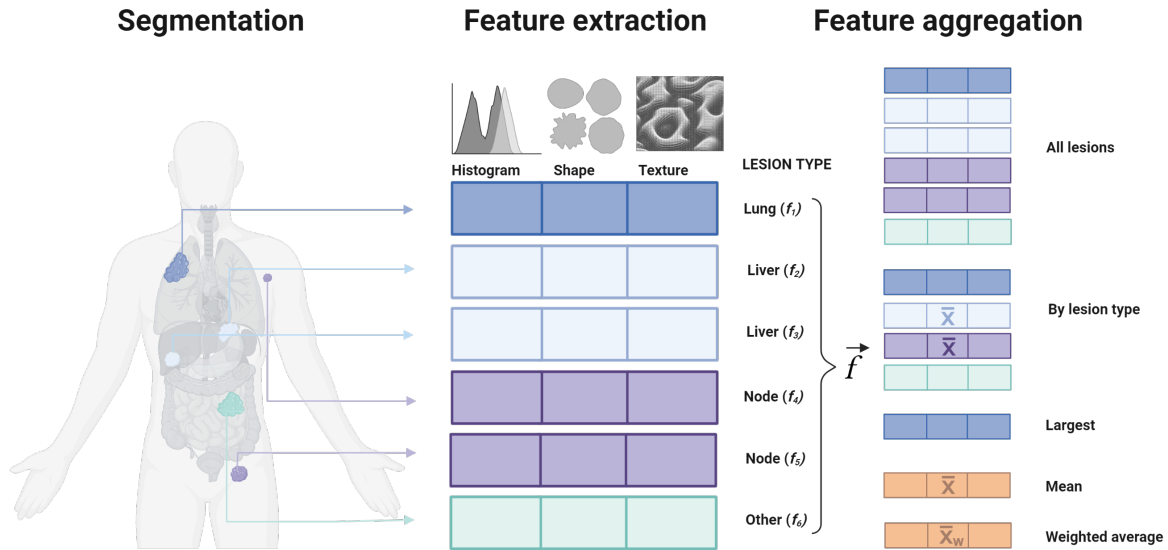 Segmentation
Feature extraction
Feature aggregation
Histogram
Shape
Texture
LESION TYPE
Lung (f₁)
Liver (f₂)
Liver (f₃)
Node (f₄)
Node (f₅)
Other (f₆)
f⃗
All lesions
x̅
x̅
By lesion type
Largest
x̅
Mean
x̅w
Weighted average